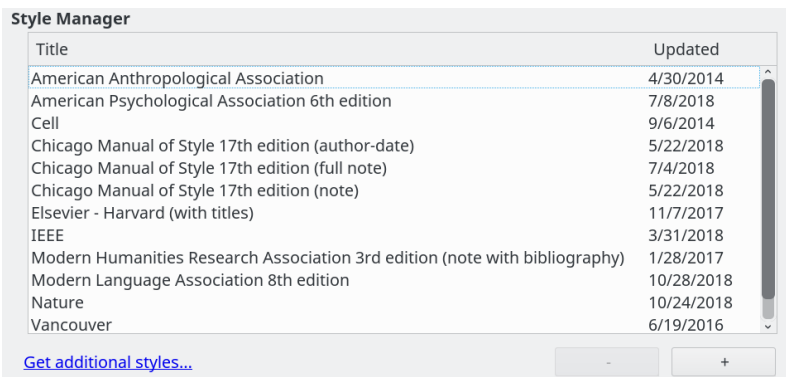 Style Manager
Title Updated
American Anthropological Association 4/30/2014
American Psychological Association 6th edition 7/8/2018
Cell 9/6/2014
Chicago Manual of Style 17th edition (author-date) 5/22/2018
Chicago Manual of Style 17th edition (full note) 7/4/2018
Chicago Manual of Style 17th edition (note) 5/22/2018
Elsevier - Harvard (with titles) 11/7/2017
IEEE 3/31/2018
Modern Humanities Research Association 3rd edition (note with bibliography) 1/28/2017
Modern Language Association 8th edition 10/28/2018
Nature 10/24/2018
Vancouver 6/19/2016
Get additional styles... - +